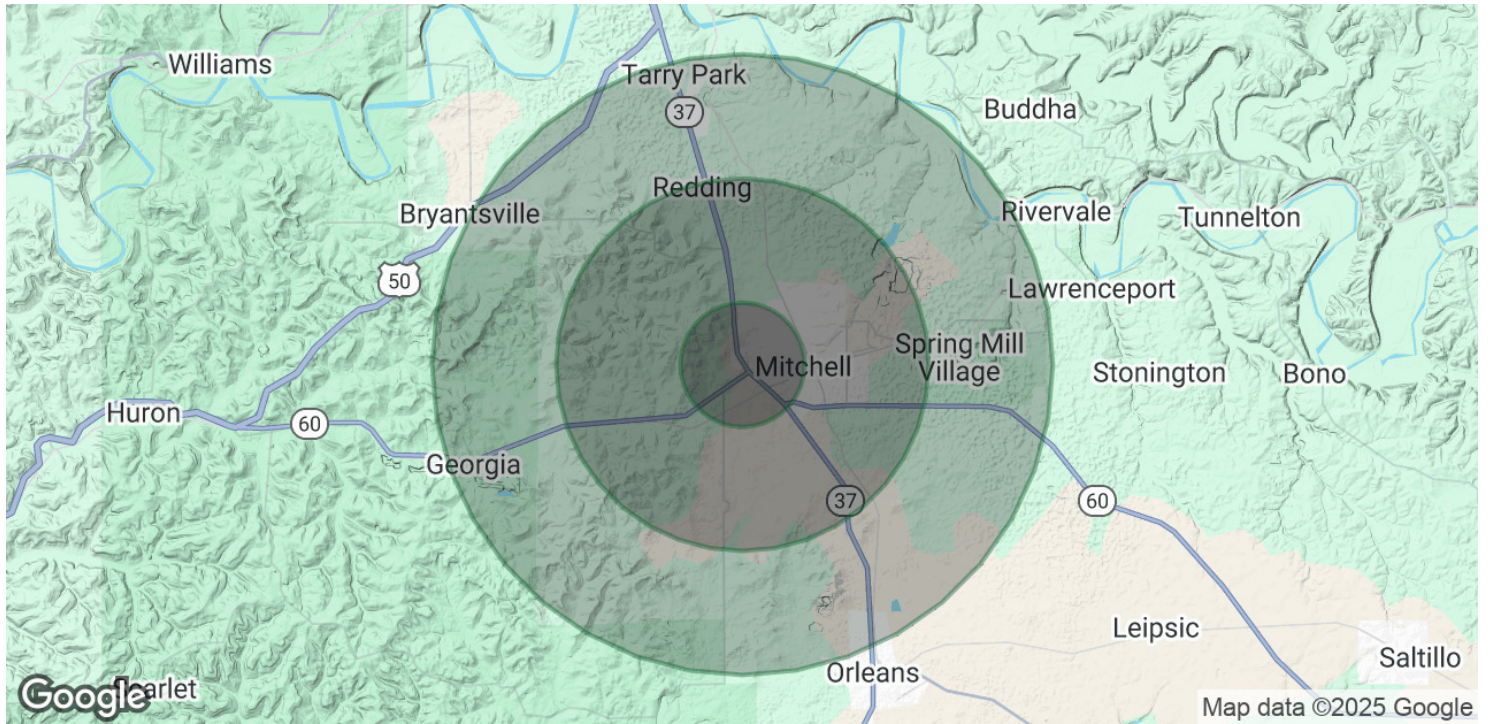 Williams
Tarry Park
37
Buddha
Redding
Bryantsville
Rivervale
Tunnelton
50
Lawrenceport
Spring Mill
Village
Mitchell
Stonington
Bono
Huron
60
Georgia
37
60
Leipsic
Saltillo
Orleans
Google
Map data ©2025 Google